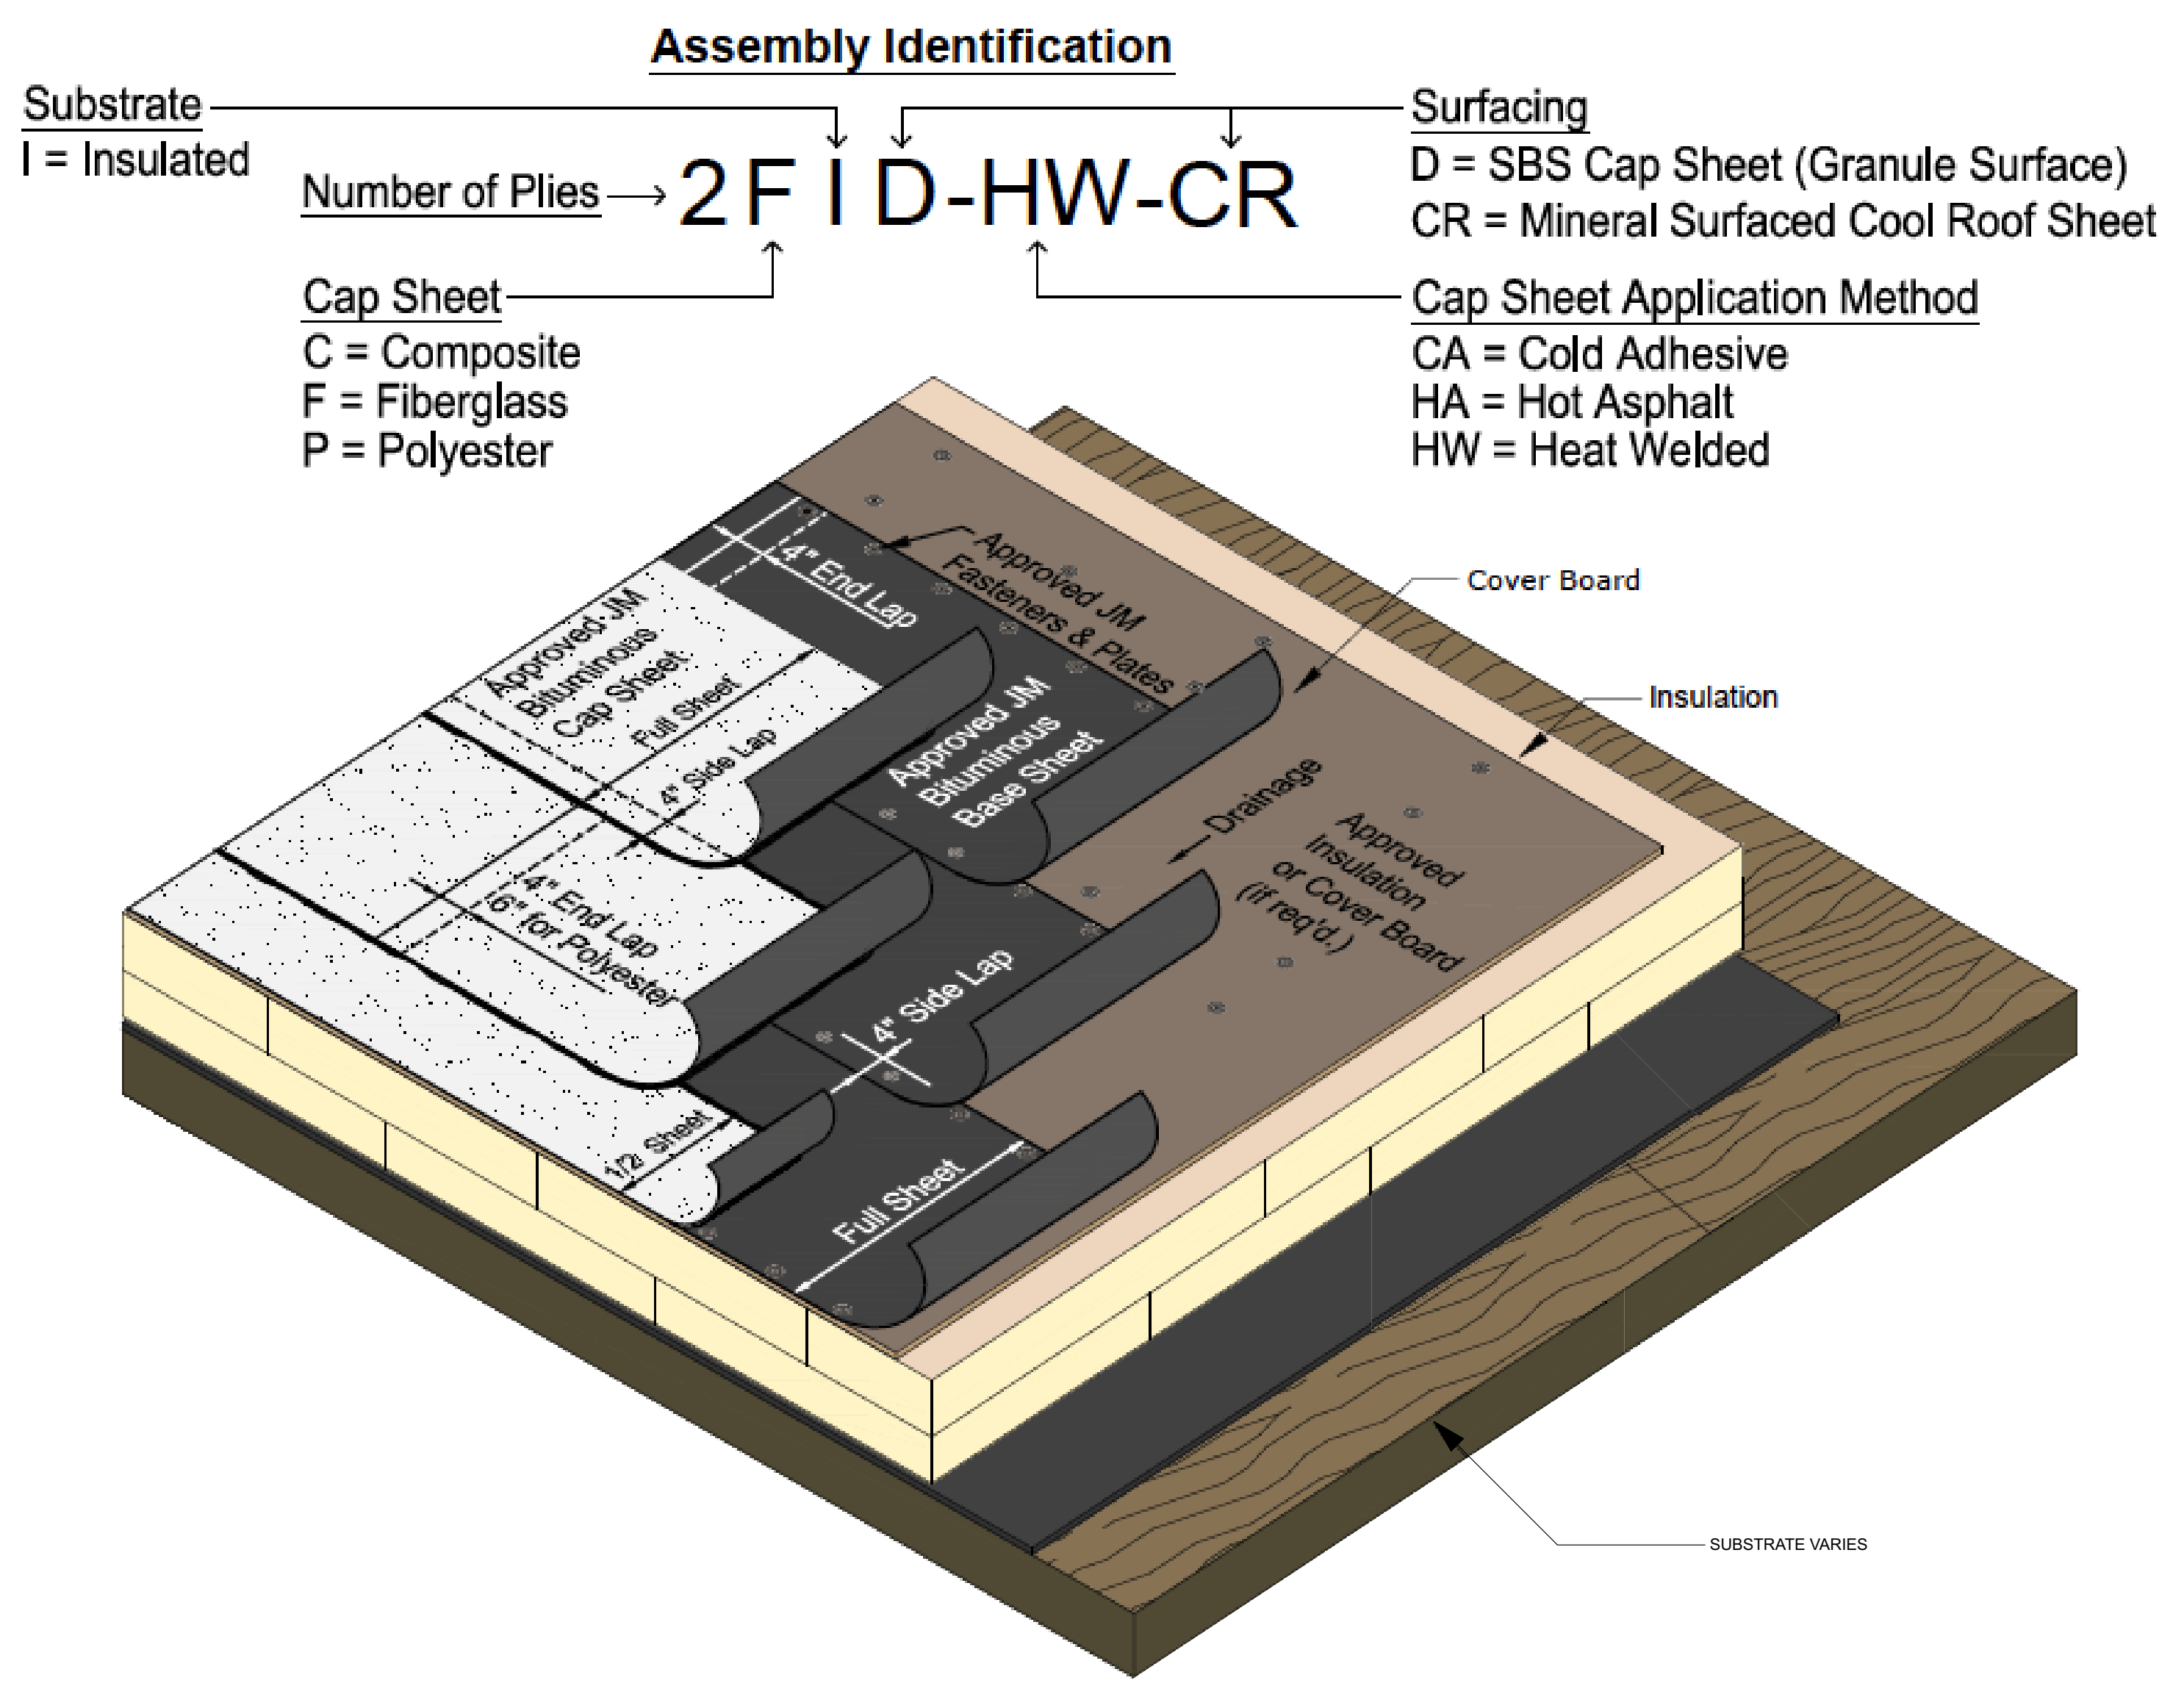 Assembly Identification
Substrate
I = Insulated
Number of Plies
2 F I D-HW-CR
Surfacing
D = SBS Cap Sheet (Granule Surface)
CR = Mineral Surfaced Cool Roof Sheet
Cap Sheet
C = Composite
F = Fiberglass
P = Polyester
Cap Sheet Application Method
CA = Cold Adhesive
HA = Hot Asphalt
HW = Heat Welded
Approved JM
Fasteners & Plates
4" End Lap
Cover Board
Approved JM
Bituminous
Cap Sheet
Full Sheet
4" Side Lap
Insulation
Approved JM
Bituminous
Base Sheet
Drainage
Approved
Insulation
or Cover Board
(if req'd.)
4" End Lap
6" for Polyester
4" Side Lap
1/2 Sheet
Full Sheet
SUBSTRATE VARIES